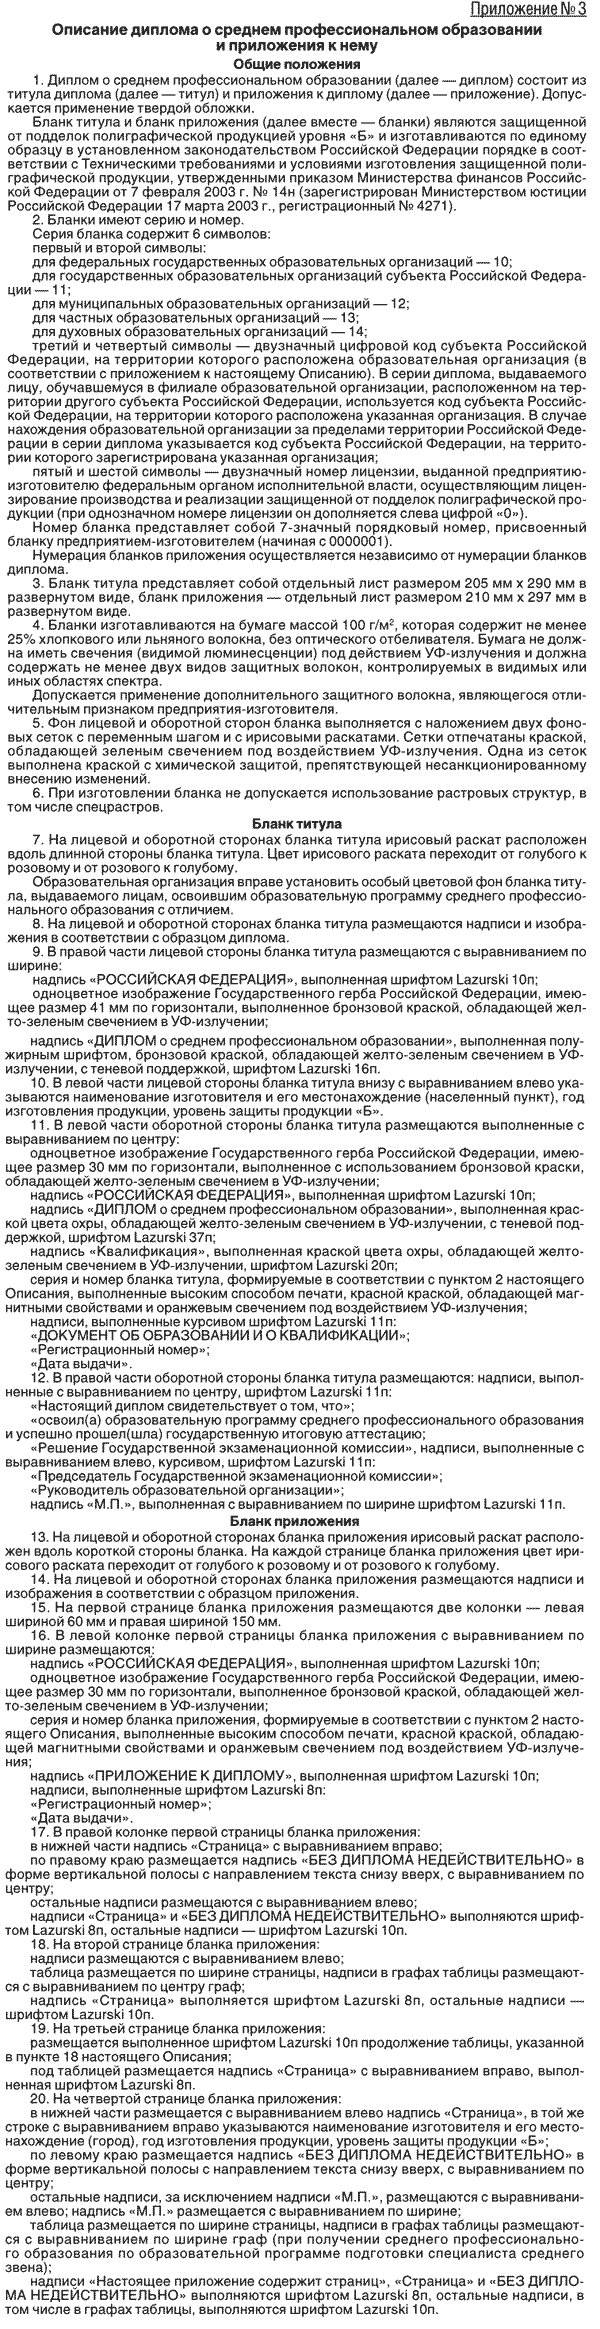 Приложение № 3
Описание диплома о среднем профессиональном образовании
и приложения к нему
Общие положения
1. Диплом о среднем профессиональном образовании (далее — диплом) состоит из
титула диплома (далее — титул) и приложения к диплому (далее — приложение). Допус-
кается применение твердой обложки.
Бланк титула и бланк приложения (далее вместе — бланки) являются защищенной
от подделок полиграфической продукцией уровня «Б» и изготавливаются по единому
образцу в установленном законодательством Российской Федерации порядке в соот-
ветствии с Техническими требованиями и условиями изготовления защищенной поли-
графической продукции, утвержденными приказом Министерства финансов Российс-
кой Федерации от 7 февраля 2003 г. № 14н (зарегистрирован Министерством юстиции
Российской Федерации 17 марта 2003 г., регистрационный № 4271).
2. Бланки имеют серию и номер.
Серия бланка содержит 6 символов:
первый и второй символы:
для федеральных государственных образовательных организаций — 10;
для государственных образовательных организаций субъекта Российской Федера-
ции — 11;
для муниципальных образовательных организаций — 12;
для частных образовательных организаций — 13;
для духовных образовательных организаций — 14;
третий и четвертый символы — двузначный цифровой код субъекта Российской
Федерации, на территории которого расположена образовательная организация (в
соответствии с приложением к настоящему Описанию). В серии диплома, выдаваемого
лицу, обучавшемуся в филиале образовательной организации, расположенном на тер-
ритории другого субъекта Российской Федерации, используется код субъекта Российс-
кой Федерации, на территории которого расположена указанная организация. В случае
нахождения образовательной организации за пределами территории Российской Феде-
рации в серии диплома указывается код субъекта Российской Федерации, на террито-
рии которого зарегистрирована указанная организация;
пятый и шестой символы — двузначный номер лицензии, выданной предприятию-
изготовителю федеральным органом исполнительной власти, осуществляющим лицен-
зирование производства и реализации защищенной от подделок полиграфической про-
дукции (при однозначном номере лицензии он дополняется слева цифрой «0»).
Номер бланка представляет собой 7-значный порядковый номер, присвоенный
бланку предприятием-изготовителем (начиная с 0000001).
Нумерация бланков приложения осуществляется независимо от нумерации бланков
диплома.
3. Бланк титула представляет собой отдельный лист размером 205 мм х 290 мм в
развернутом виде, бланк приложения — отдельный лист размером 210 мм х 297 мм в
развернутом виде.
4. Бланки изготавливаются на бумаге массой 100 г/м², которая содержит не менее
25% хлопкового или льняного волокна, без оптического отбеливателя. Бумага не долж-
на иметь свечения (видимой люминесценции) под действием УФ-излучения и должна
содержать не менее двух видов защитных волокон, контролируемых в видимых или
иных областях спектра.
Допускается применение дополнительного защитного волокна, являющегося отли-
чительным признаком предприятия-изготовителя.
5. Фон лицевой и оборотной сторон бланка выполняется с наложением двух фоно-
вых сеток с переменным шагом и с ирисовыми раскатами. Сетки отпечатаны краской,
обладающей зеленым свечением под воздействием УФ-излучения. Одна из сеток
выполнена краской с химической защитой, препятствующей несанкционированному
внесению изменений.
6. При изготовлении бланка не допускается использование растровых структур, в
том числе спецрастров.
Бланк титула
7. На лицевой и оборотной сторонах бланка титула ирисовый раскат расположен
вдоль длинной стороны бланка титула. Цвет ирисового раската переходит от голубого к
розовому и от розового к голубому.
Образовательная организация вправе установить особый цветовой фон бланка титу-
ла, выдаваемого лицам, освоившим образовательную программу среднего профессио-
нального образования с отличием.
8. На лицевой и оборотной сторонах бланка титула размещаются надписи и изобра-
жения в соответствии с образцом диплома.
9. В правой части лицевой стороны бланка титула размещаются с выравниванием по
ширине:
надпись «РОССИЙСКАЯ ФЕДЕРАЦИЯ», выполненная шрифтом Lazurski 10п;
одноцветное изображение Государственного герба Российской Федерации, имею-
щее размер 41 мм по горизонтали, выполненное бронзовой краской, обладающей жел-
то-зеленым свечением в УФ-излучении;
надпись «ДИПЛОМ о среднем профессиональном образовании», выполненная полу-
жирным шрифтом, бронзовой краской, обладающей желто-зеленым свечением в УФ-
излучении, с теневой поддержкой, шрифтом Lazurski 16п.
10. В левой части лицевой стороны бланка титула внизу с выравниванием влево ука-
зываются наименование изготовителя и его местонахождение (населенный пункт), год
изготовления продукции, уровень защиты продукции «Б».
11. В левой части оборотной стороны бланка титула размещаются выполненные с
выравниванием по центру:
одноцветное изображение Государственного герба Российской Федерации, имею-
щее размер 30 мм по горизонтали, выполненное с использованием бронзовой краски,
обладающей желто-зеленым свечением в УФ-излучении;
надпись «РОССИЙСКАЯ ФЕДЕРАЦИЯ», выполненная шрифтом Lazurski 10п;
надпись «ДИПЛОМ о среднем профессиональном образовании», выполненная крас-
кой цвета охры, обладающей желто-зеленым свечением в УФ-излучении, с теневой под-
держкой, шрифтом Lazurski 37п;
надпись «Квалификация», выполненная краской цвета охры, обладающей желто-
зеленым свечением в УФ-излучении, шрифтом Lazurski 20п;
серия и номер бланка титула, формируемые в соответствии с пунктом 2 настоящего
Описания, выполненные высоким способом печати, красной краской, обладающей маг-
нитными свойствами и оранжевым свечением под воздействием УФ-излучения;
надписи, выполненные курсивом шрифтом Lazurski 11п:
«ДОКУМЕНТ ОБ ОБРАЗОВАНИИ И О КВАЛИФИКАЦИИ»;
«Регистрационный номер»;
«Дата выдачи».
12. В правой части оборотной стороны бланка титула размещаются: надписи, выпол-
ненные с выравниванием по центру, шрифтом Lazurski 11п:
«Настоящий диплом свидетельствует о том, что»;
«освоил(а) образовательную программу среднего профессионального образования
и успешно прошел(шла) государственную итоговую аттестацию;
«Решение Государственной экзаменационной комиссии», надписи, выполненные с
выравниванием влево, курсивом, шрифтом Lazurski 11п:
«Председатель Государственной экзаменационной комиссии»;
«Руководитель образовательной организации»;
надпись «М.П.», выполненная с выравниванием по ширине шрифтом Lazurski 11п.
Бланк приложения
13. На лицевой и оборотной сторонах бланка приложения ирисовый раскат располо-
жен вдоль короткой стороны бланка. На каждой странице бланка приложения цвет ири-
сового раската переходит от голубого к розовому и от розового к голубому.
14. На лицевой и оборотной сторонах бланка приложения размещаются надписи и
изображения в соответствии с образцом приложения.
15. На первой странице бланка приложения размещаются две колонки — левая
шириной 60 мм и правая шириной 150 мм.
16. В левой колонке первой страницы бланка приложения с выравниванием по
ширине размещаются:
надпись «РОССИЙСКАЯ ФЕДЕРАЦИЯ», выполненная шрифтом Lazurski 10п;
одноцветное изображение Государственного герба Российской Федерации, имею-
щее размер 30 мм по горизонтали, выполненное бронзовой краской, обладающей жел-
то-зеленым свечением в УФ-излучении;
серия и номер бланка приложения, формируемые в соответствии с пунктом 2 насто-
ящего Описания, выполненные высоким способом печати, красной краской, обладаю-
щей магнитными свойствами и оранжевым свечением под воздействием УФ-излуче-
ния;
надпись «ПРИЛОЖЕНИЕ К ДИПЛОМУ», выполненная шрифтом Lazurski 10п;
надписи, выполненные шрифтом Lazurski 8п:
«Регистрационный номер»;
«Дата выдачи».
17. В правой колонке первой страницы бланка приложения:
в нижней части надпись «Страница» с выравниванием вправо;
по правому краю размещается надпись «БЕЗ ДИПЛОМА НЕДЕЙСТВИТЕЛЬНО» в
форме вертикальной полосы с направлением текста снизу вверх, с выравниванием по
центру;
остальные надписи размещаются с выравниванием влево;
надписи «Страница» и «БЕЗ ДИПЛОМА НЕДЕЙСТВИТЕЛЬНО» выполняются шриф-
том Lazurski 8п, остальные надписи — шрифтом Lazurski 10п.
18. На второй странице бланка приложения:
надписи размещаются с выравниванием влево;
таблица размещается по ширине страницы, надписи в графах таблицы размещают-
ся с выравниванием по центру граф;
надпись «Страница» выполняется шрифтом Lazurski 8п, остальные надписи —
шрифтом Lazurski 10п.
19. На третьей странице бланка приложения:
размещается выполненное шрифтом Lazurski 10п продолжение таблицы, указанной
в пункте 18 настоящего Описания;
под таблицей размещается надпись «Страница» с выравниванием вправо, выпол-
ненная шрифтом Lazurski 8п.
20. На четвертой странице бланка приложения:
в нижней части размещается с выравниванием влево надпись «Страница», в той же
строке с выравниванием вправо указываются наименование изготовителя и его место-
нахождение (город), год изготовления продукции, уровень защиты продукции «Б»;
по левому краю размещается надпись «БЕЗ ДИПЛОМА НЕДЕЙСТВИТЕЛЬНО» в
форме вертикальной полосы с направлением текста снизу вверх, с выравниванием по
центру;
остальные надписи, за исключением надписи «М.П.», размещаются с выравнивани-
ем влево; надпись «М.П.» размещается с выравниванием по ширине;
таблица размещается по ширине страницы, надписи в графах таблицы размещают-
ся с выравниванием по ширине граф (при получении среднего профессионально-
го образования по образовательной программе подготовки специалиста среднего
звена);
надписи «Настоящее приложение содержит страниц», «Страница» и «БЕЗ ДИПЛО-
МА НЕДЕЙСТВИТЕЛЬНО» выполняются шрифтом Lazurski 8п, остальные надписи, в
том числе в графах таблицы, выполняются шрифтом Lazurski 10п.